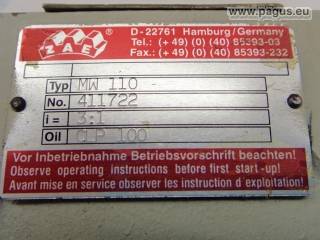 © www.pagus.eu
ZAE
D-22761 Hamburg/Germany
Tel.: (+ 49) (0) (40) 85393-03
Fax.: (+ 49) (0) (40) 85393-232
Typ MW 110 -
No. 411722
i = 3:1
Oil CLP 100
Vor Inbetriebnahme Betriebsvorschrift beachten!
Observe operating instructions before first start-up!
Avant mise en service observer les instruction d'exploitation!